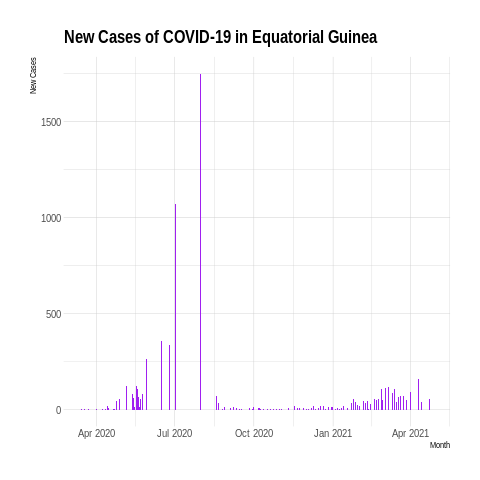 New Cases of COVID-19 in Equatorial Guinea
New Cases
1500
1000
500
0
Apr 2020 Jul 2020 Oct 2020 Jan 2021 Apr 2021
Month